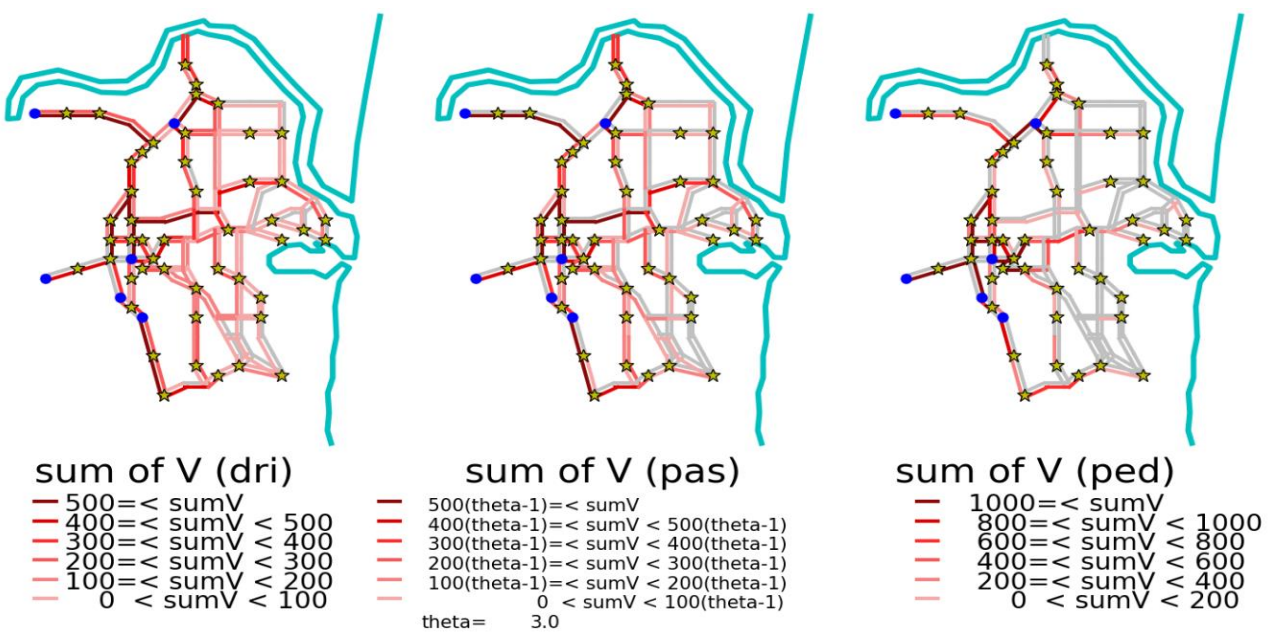 sum of V (dri)
500=< sumV
400=< sumV < 500
300=< sumV < 400
200=< sumV < 300
100=< sumV < 200
0 < sumV < 100
sum of V (pas)
500(theta-1)=< sumV
400(theta-1)=< sumV < 500(theta-1)
300(theta-1)=< sumV < 400(theta-1)
200(theta-1)=< sumV < 300(theta-1)
100(theta-1)=< sumV < 200(theta-1)
0 < sumV < 100(theta-1)
theta= 3.0
sum of V (ped)
1000=< sumV
800=< sumV < 1000
600=< sumV < 800
400=< sumV < 600
200=< sumV < 400
0 < sumV < 200